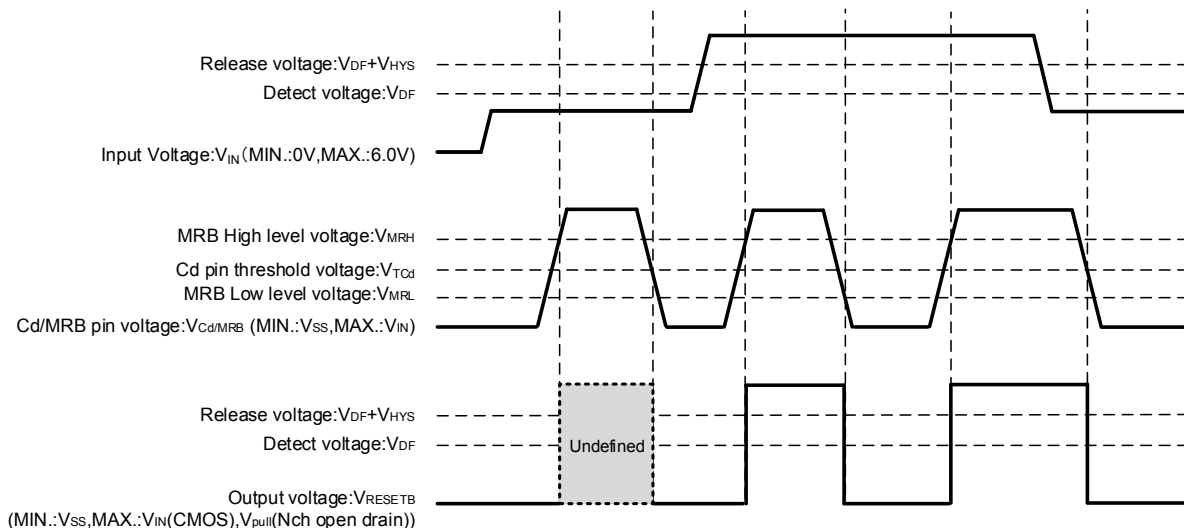 Release voltage:VDF+VHYS
Detect voltage:VDF
Input Voltage:VIN(MIN.:0V,MAX.:6.0V)
MRB High level voltage:VMRH
Cd pin threshold voltage:VTCd
MRB Low level voltage:VMRL
Cd/MRB pin voltage:VCd/MRB (MIN.:VSS,MAX.:VIN)
Release voltage:VDF+VHYS
Detect voltage:VDF
Undefined
Output voltage:VRESETB
(MIN.:VSS,MAX.:VIN(CMOS),Vpull(Nch open drain))